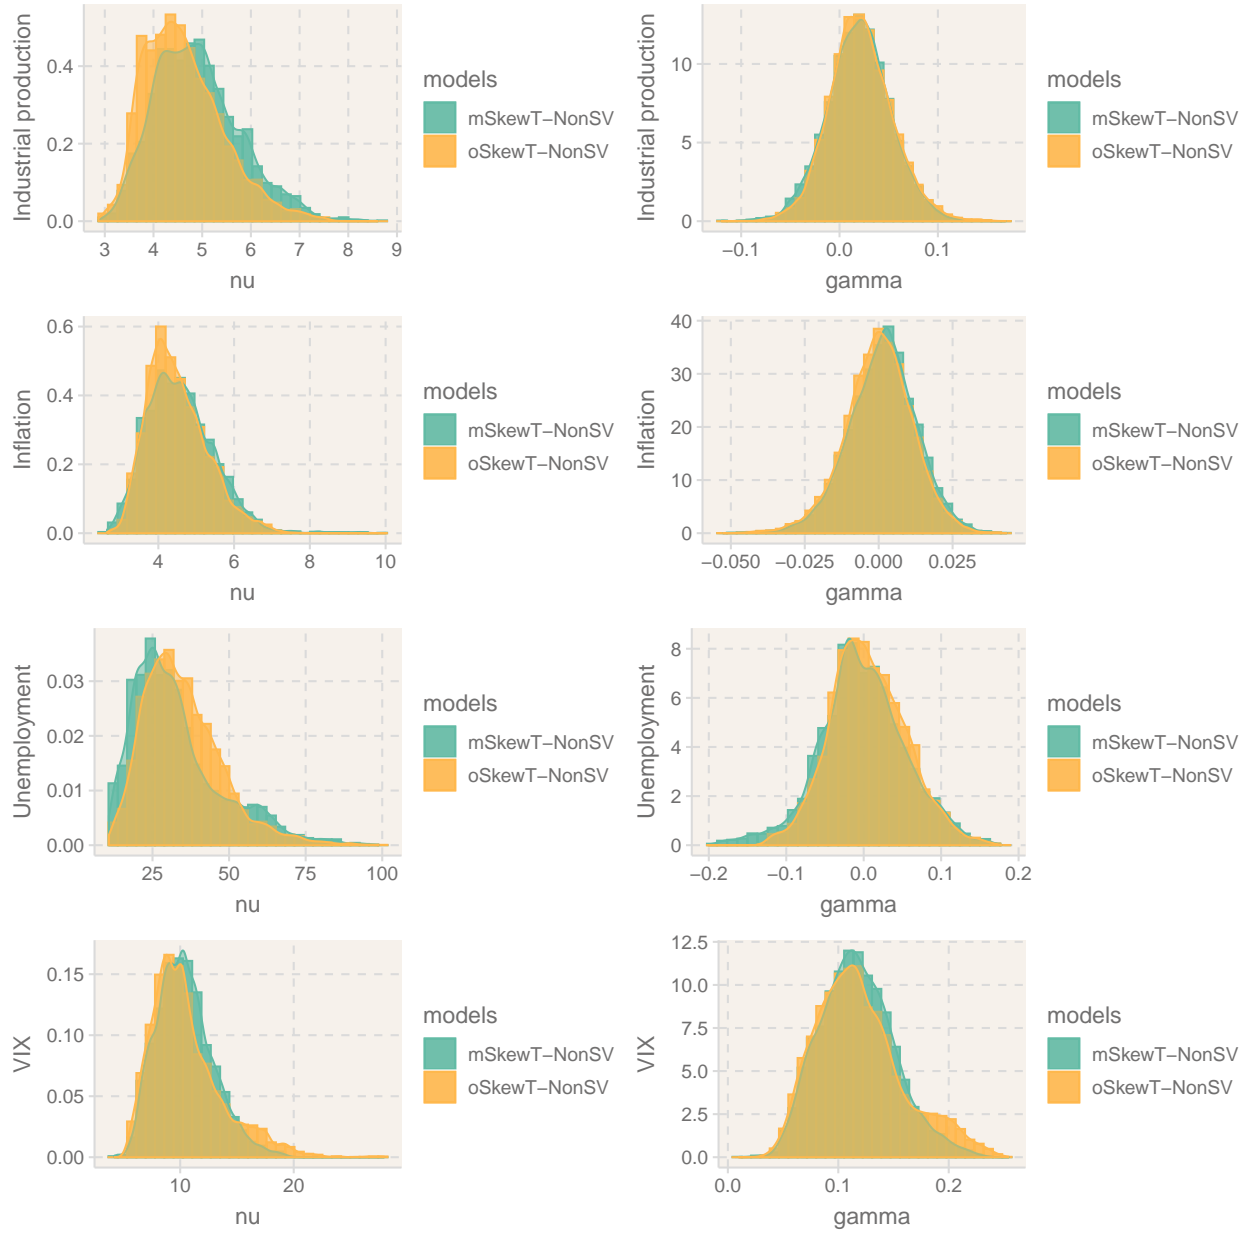 Industrial production
0.4
0.2
0.0
3 4 5 6 7 8 9
nu
models
mSkewT−NonSV
oSkewT−NonSV
Industrial production
10
5
0
−0.1 0.0 0.1
gamma
models
mSkewT−NonSV
oSkewT−NonSV
Inflation
0.6
0.4
0.2
0.0
4 6 8 10
nu
models
mSkewT−NonSV
oSkewT−NonSV
Inflation
40
30
20
10
0
−0.050 −0.025 0.000 0.025
gamma
models
mSkewT−NonSV
oSkewT−NonSV
Unemployment
0.03
0.02
0.01
0.00
25 50 75 100
nu
models
mSkewT−NonSV
oSkewT−NonSV
Unemployment
8
6
4
2
0
−0.2 −0.1 0.0 0.1 0.2
gamma
models
mSkewT−NonSV
oSkewT−NonSV
VIX
0.15
0.10
0.05
0.00
10 20
nu
models
mSkewT−NonSV
oSkewT−NonSV
VIX
12.5
10.0
7.5
5.0
2.5
0.0
0.0 0.1 0.2
gamma
models
mSkewT−NonSV
oSkewT−NonSV